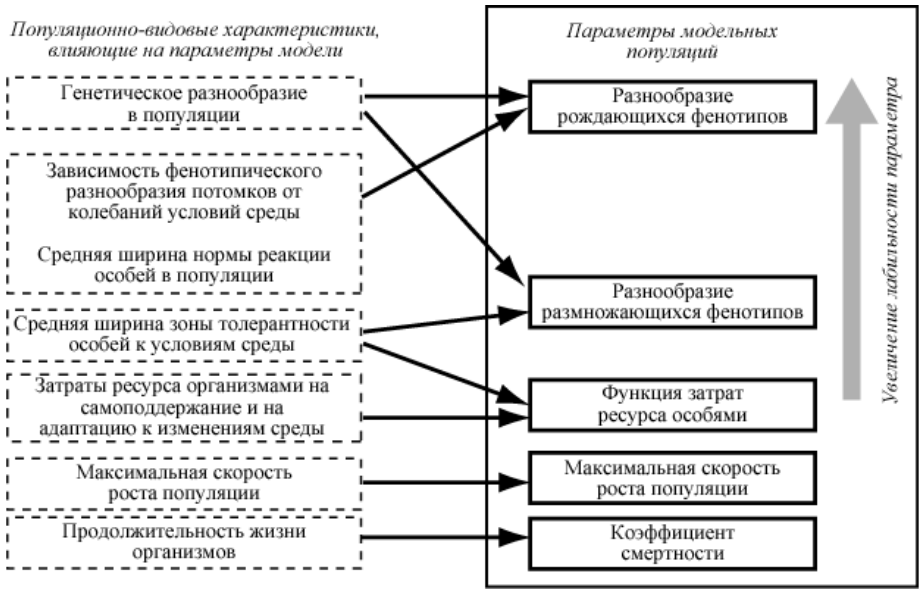 Популяционно-видовые характеристики,
влияющие на параметры модели
Генетическое разнообразие
в популяции
Зависимость фенотипического
разнообразия потомков от
колебаний условий среды
Средняя ширина нормы реакции
особей в популяции
Средняя ширина зоны толерантности
особей к условиям среды
Затраты ресурса организмами на
самоподдержание и на
адаптацию к изменениям среды
Максимальная скорость
роста популяции
Продолжительность жизни
организмов
Параметры модельных
популяций
Разнообразие
рождающихся фенотипов
Разнообразие
размножающихся фенотипов
Функция затрат
ресурса особями
Максимальная скорость
роста популяции
Коэффициент
смертности
Увеличение лабильности параметра